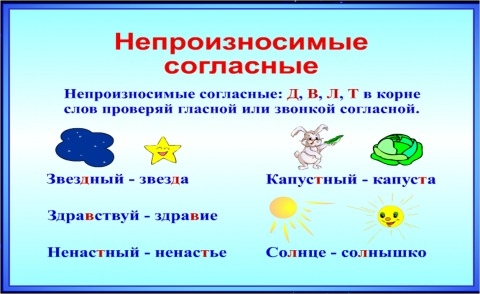 Непроизносимые
согласные
Непроизносимые согласные: Д, В, Л, Т в корне
слов проверяй гласной или звонкой согласной.
Звездный - звезда
Капустный - капуста
Здравствуй - здравие
Ненастный - ненастье
Солнце - солнышко